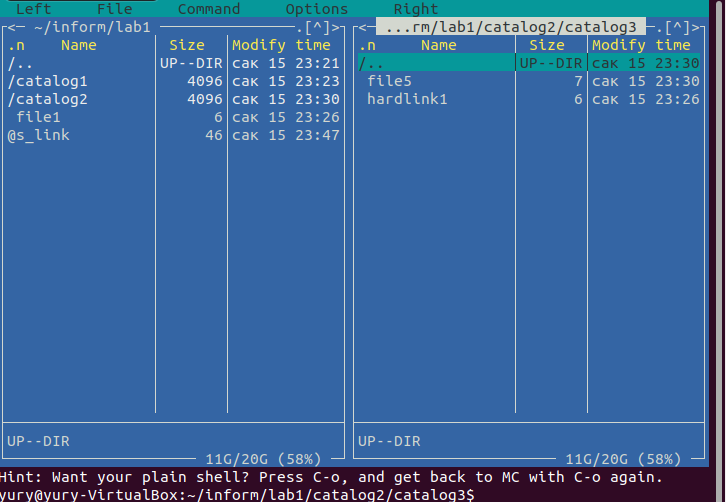 Left File Command Options Right
<─ ~/inform/lab1 ─.[^]>
.n Name Size Modify time
/.. UP--DIR сак 15 23:21
/catalog1 4096 сак 15 23:23
/catalog2 4096 сак 15 23:30
file1 6 сак 15 23:26
@s_link 46 сак 15 23:47
UP--DIR
11G/20G (58%)
<─ ...rm/lab1/catalog2/catalog3 ─.[^]>
.n Name Size Modify time
/.. UP--DIR сак 15 23:30
file5 7 сак 15 23:30
hardlink1 6 сак 15 23:26
UP--DIR
11G/20G (58%)
Hint: Want your plain shell? Press C-o, and get back to MC with C-o again.
yury@yury-VirtualBox:~/inform/lab1/catalog2/catalog3$